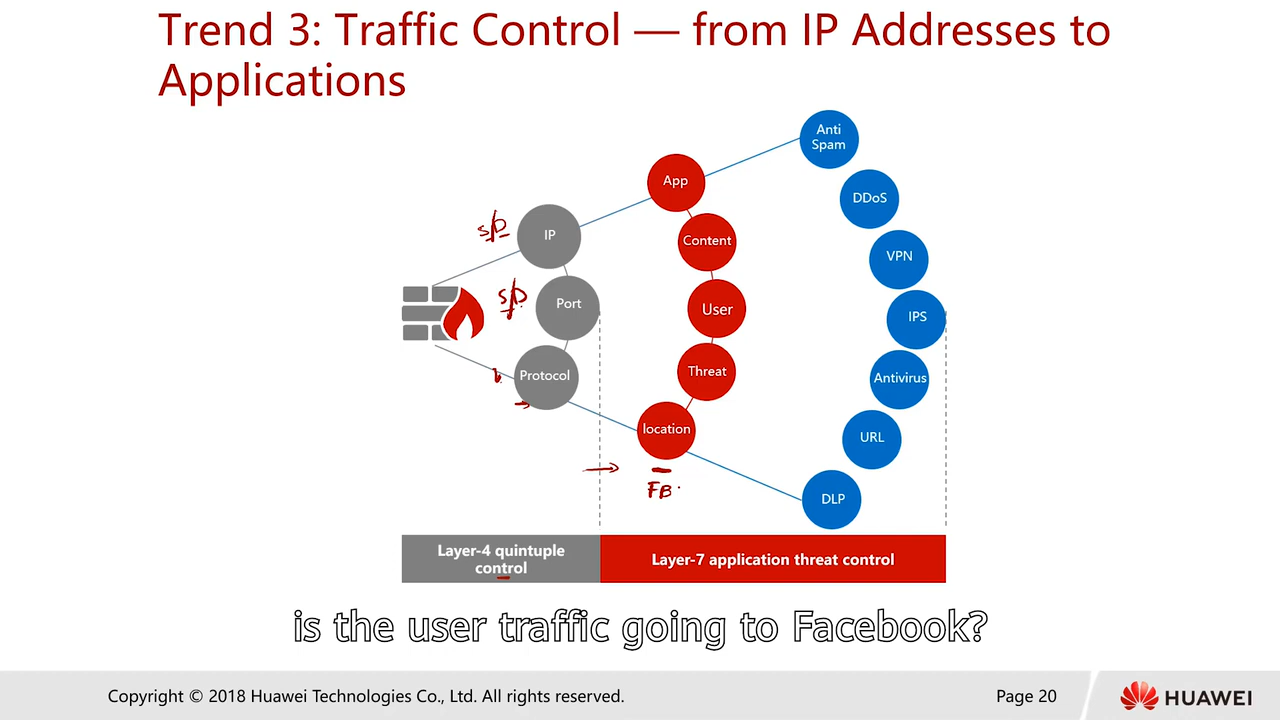 Trend 3: Traffic Control — from IP Addresses to
Applications
Anti
Spam
App
DDoS
S/D
IP
Content
VPN
S/D
Port
User
IPS
Protocol
Threat
Antivirus
location
URL
FB
DLP
Layer-4 quintuple
control
Layer-7 application threat control
is the user traffic going to Facebook?
Copyright © 2018 Huawei Technologies Co., Ltd. All rights reserved.
Page 20
HUAWEI